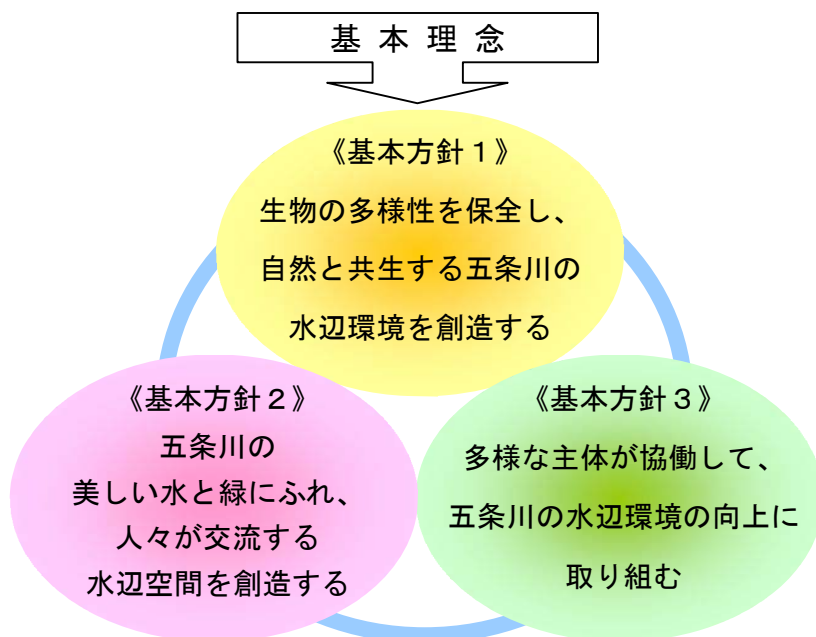 基本理念
《基本方針１》
生物の多様性を保全し、
自然と共生する五条川の
水辺環境を創造する
《基本方針２》
五条川の
美しい水と緑にふれ、
人々が交流する
水辺空間を創造する
《基本方針３》
多様な主体が協働して、
五条川の水辺環境の向上に
取り組む